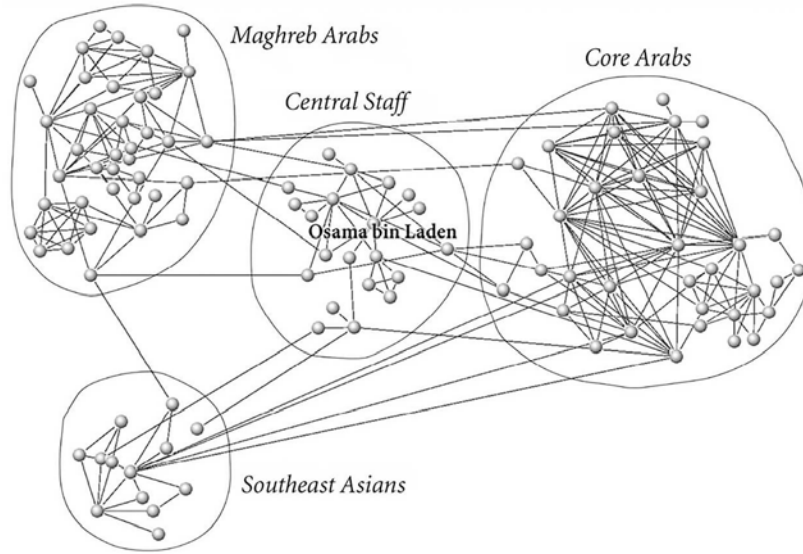 Maghreb Arabs
Core Arabs
Central Staff
Osama bin Laden
Southeast Asians